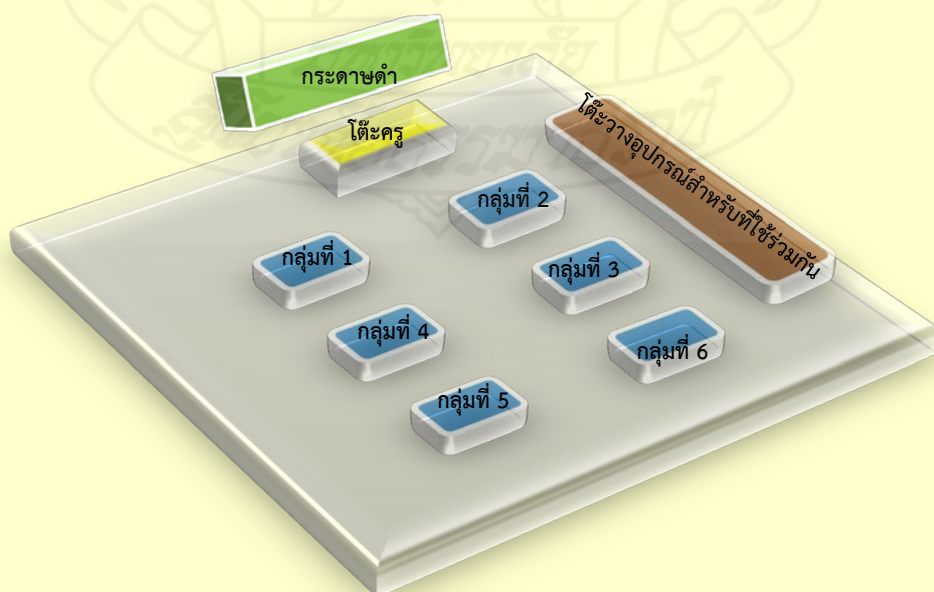 กระดาษดำ
โต๊ะครู
โต๊ะวางอุปกรณ์สำหรับที่ใช้ร่วมกัน
กลุ่มที่ 2
กลุ่มที่ 1
กลุ่มที่ 3
กลุ่มที่ 4
กลุ่มที่ 6
กลุ่มที่ 5